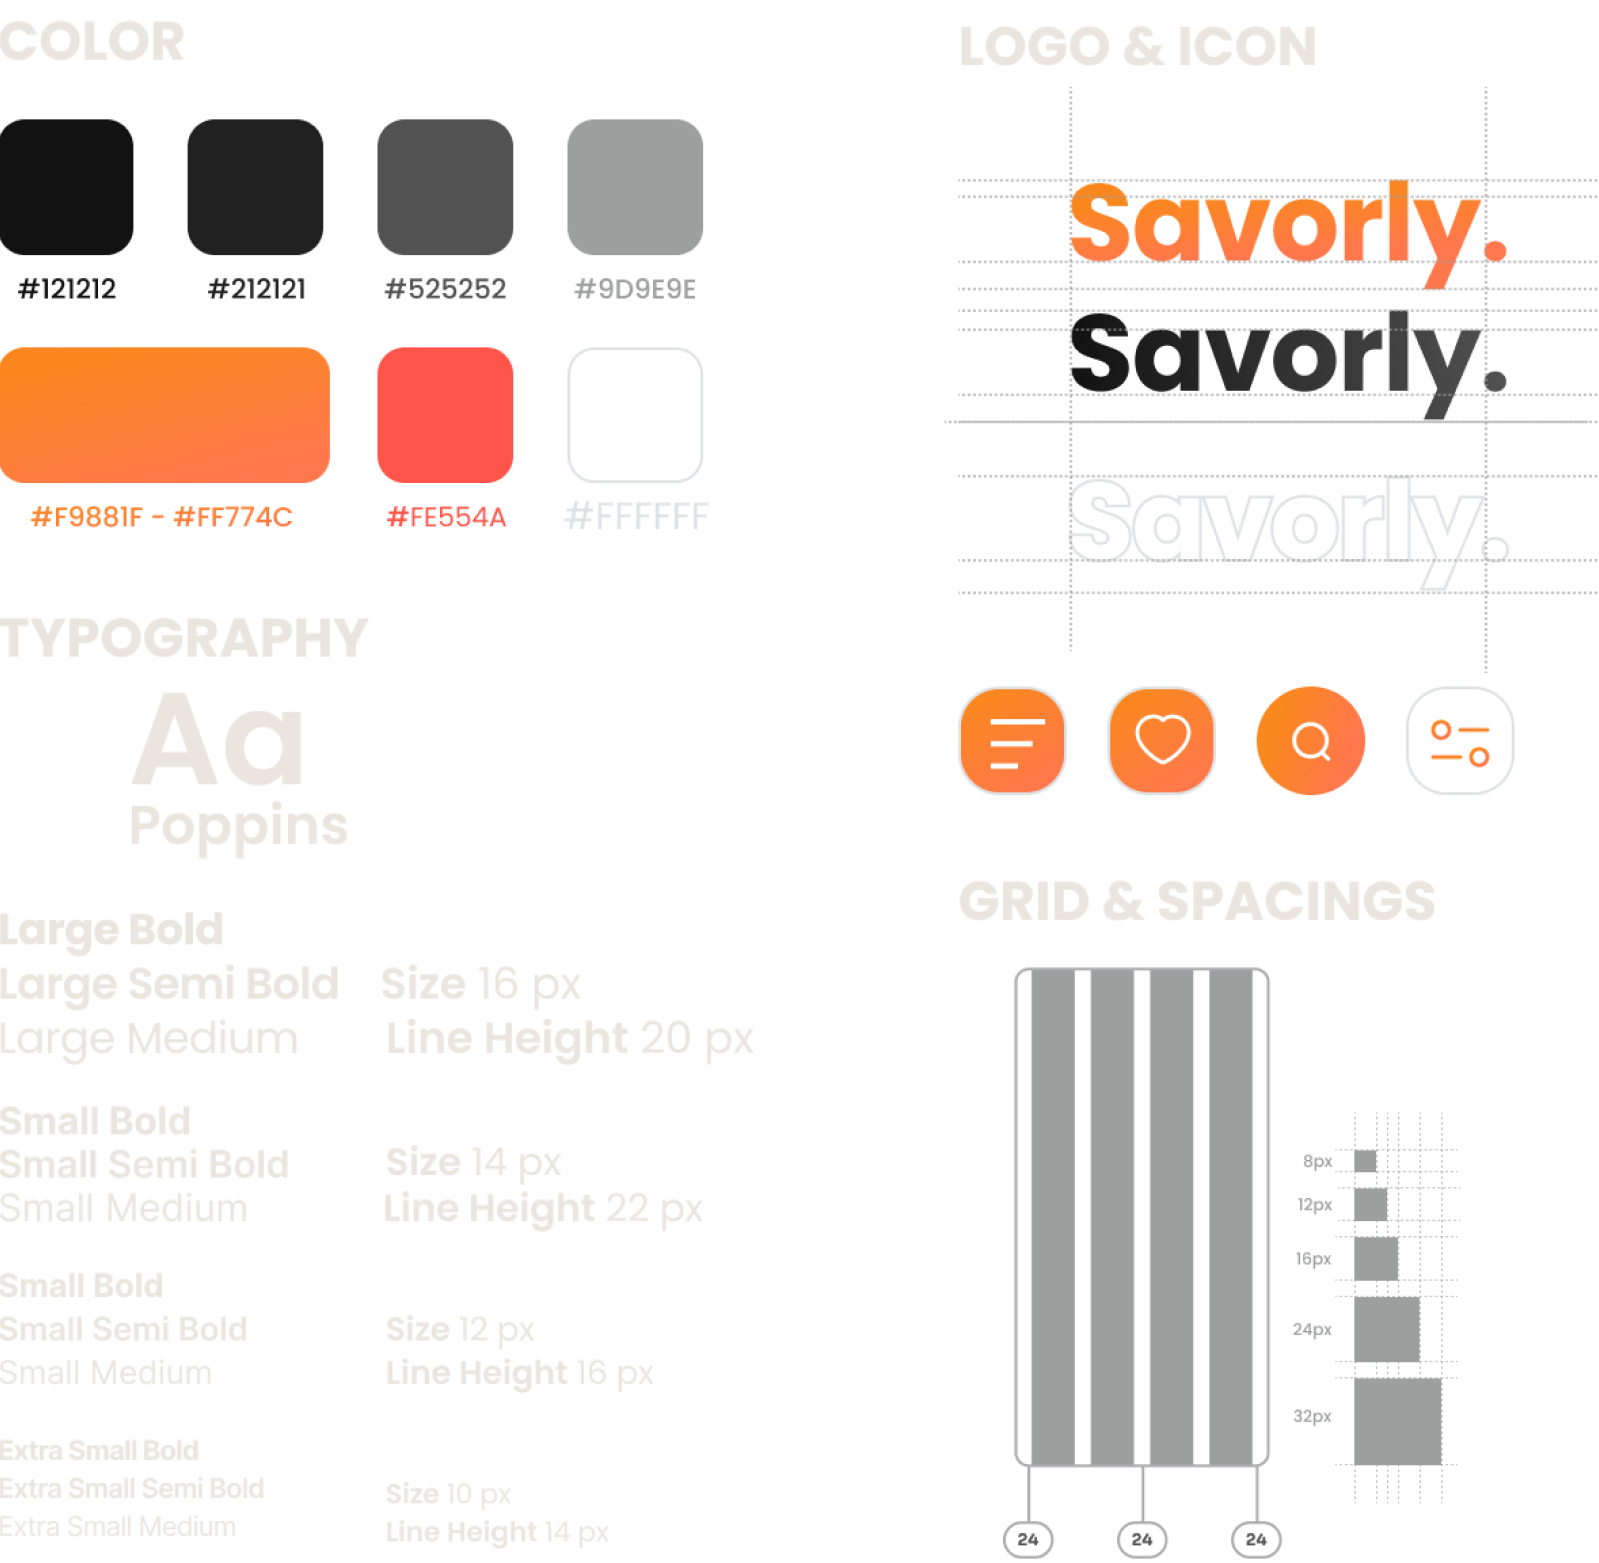 COLOR
#121212
#212121
#525252
#9D9E9E
#F9881F - #FF774C
#FE554A
#FFFFFF
TYPOGRAPHY
Aa
Poppins
Large Bold
Large Semi Bold
Size 16 px
Large Medium
Line Height 20 px
Small Bold
Small Semi Bold
Size 14 px
Small Medium
Line Height 22 px
Small Bold
Small Semi Bold
Size 12 px
Small Medium
Line Height 16 px
Extra Small Bold
Extra Small Semi Bold
Size 10 px
Extra Small Medium
Line Height 14 px
LOGO & ICON
Savorly.
Savorly.
Savorly.
GRID & SPACINGS
8px
12px
16px
24px
32px
24
24
24